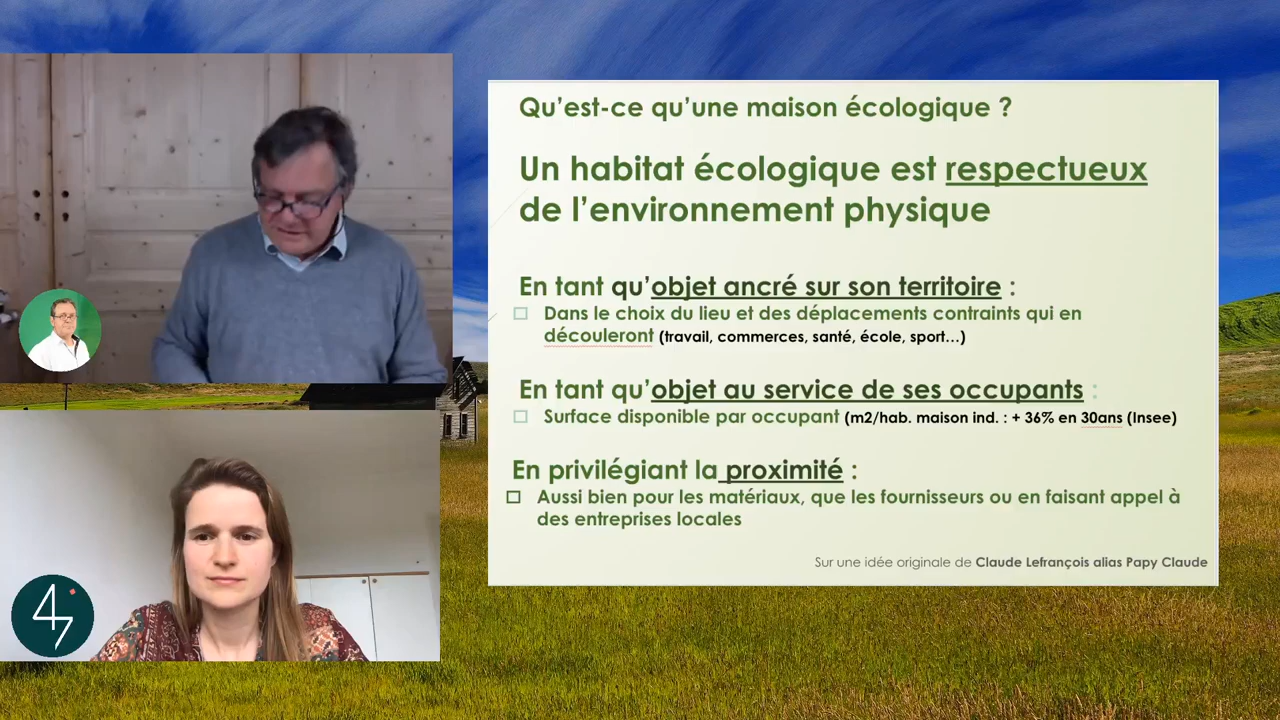 Qu'est-ce qu'une maison écologique ?
Un habitat écologique est respectueux
de l'environnement physique
En tant qu'objet ancré sur son territoire :
Dans le choix du lieu et des déplacements contraints qui en
découleront (travail, commerces, santé, école, sport…)
En tant qu'objet au service de ses occupants :
Surface disponible par occupant (m2/hab. maison ind. : + 36% en 30ans (Insee)
En privilégiant la proximité :
Aussi bien pour les matériaux, que les fournisseurs ou en faisant appel à
des entreprises locales
Sur une idée originale de Claude Lefrançois alias Papy Claude
47